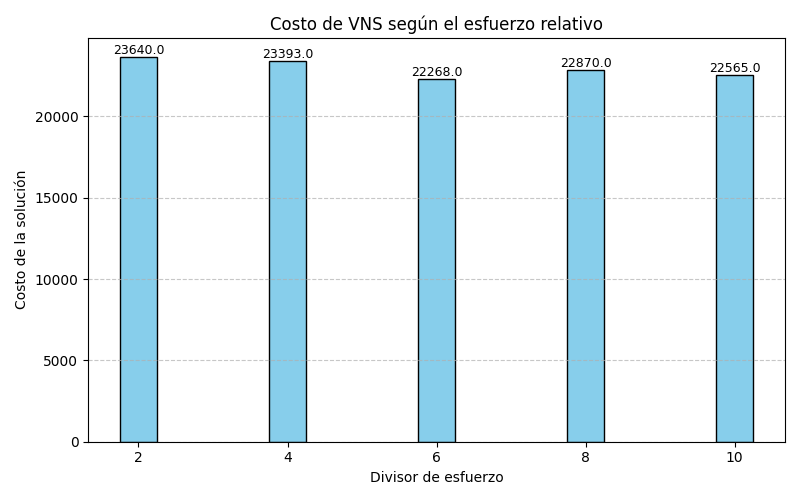 Costo de VNS según el esfuerzo relativo
23640.0
23393.0
22268.0
22870.0
22565.0
Costo de la solución
20000
15000
10000
5000
0
2 4 6 8 10
Divisor de esfuerzo